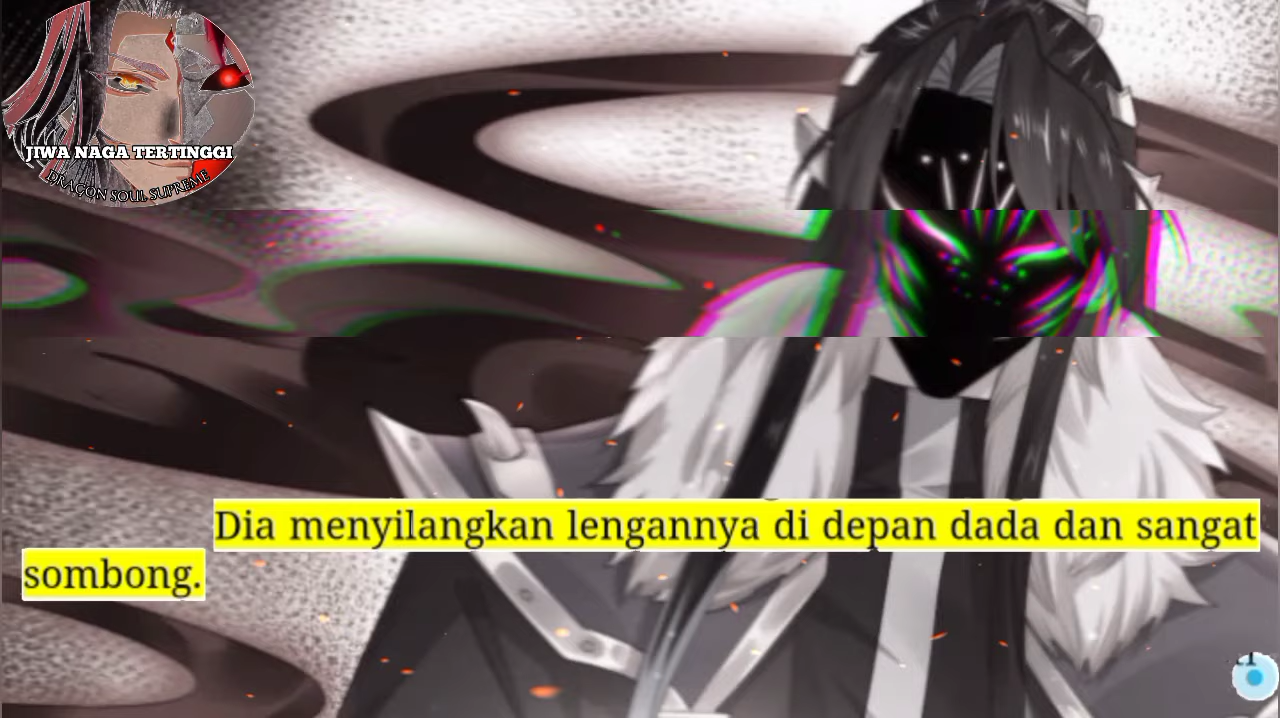 JIWA NAGA TERTINGGI
DRAGON SOUL SUPREME
Dia menyilangkan lengannya di depan dada dan sangat
sombong.